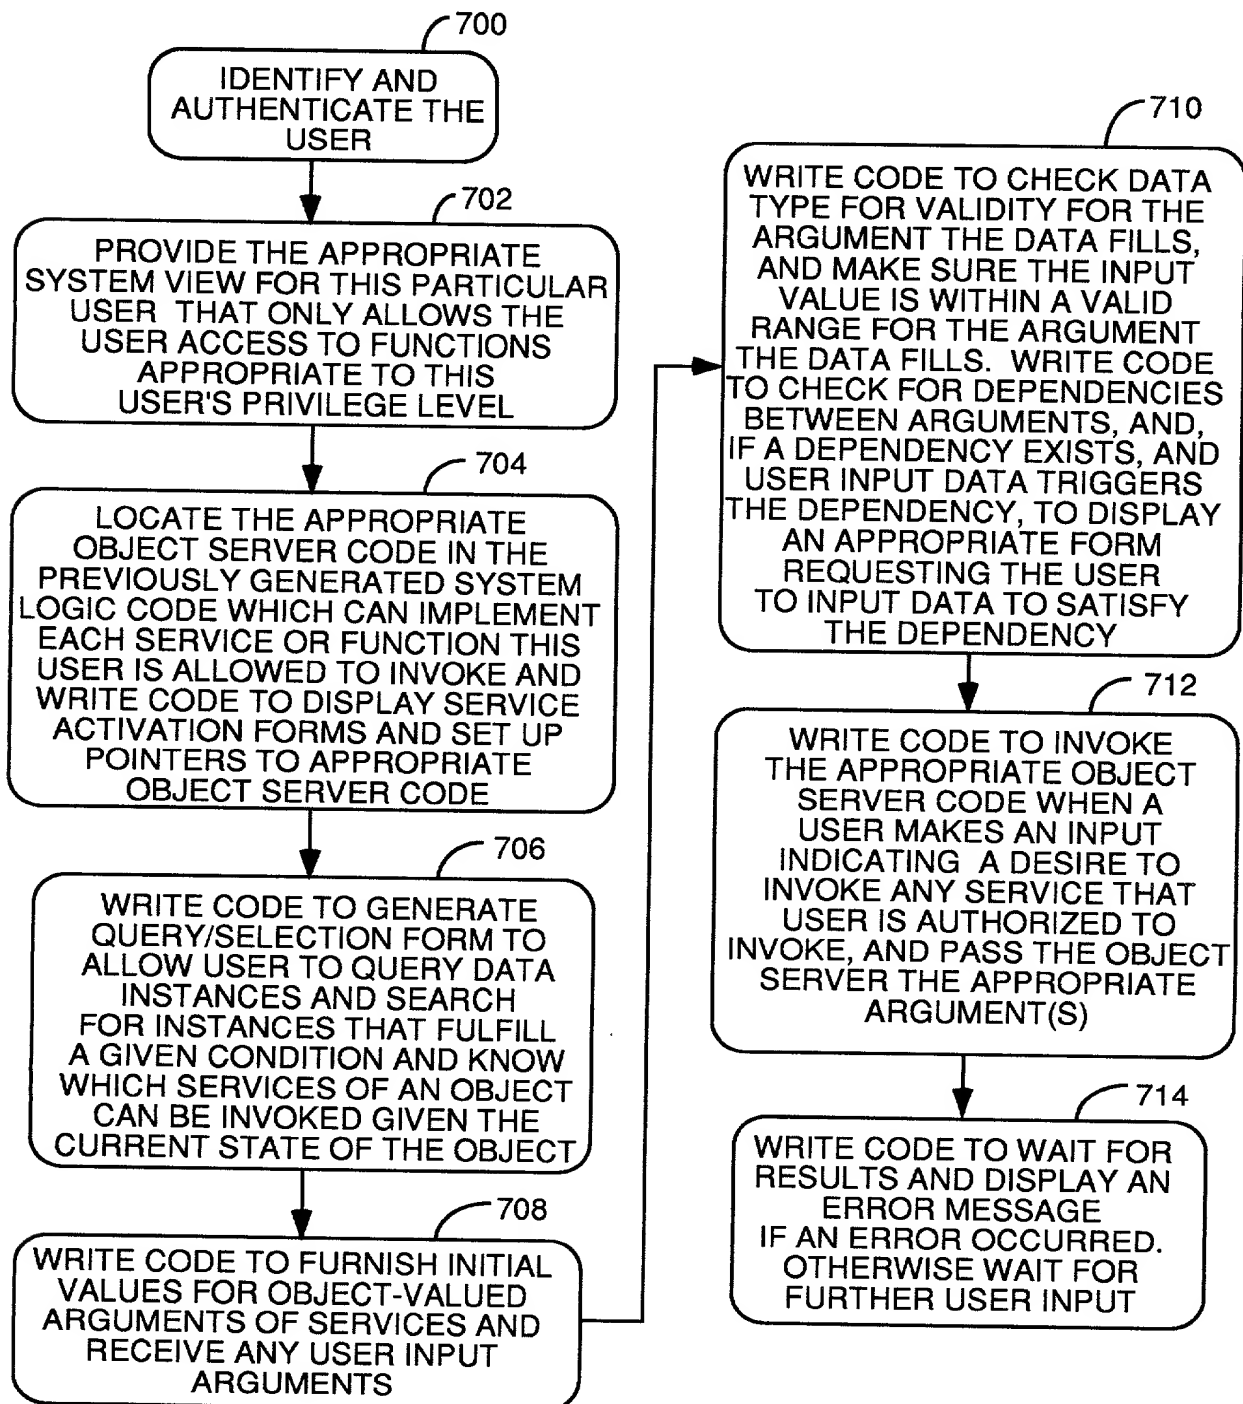 700
IDENTIFY AND
AUTHENTICATE THE
USER
702
PROVIDE THE APPROPRIATE
SYSTEM VIEW FOR THIS PARTICULAR
USER THAT ONLY ALLOWS THE
USER ACCESS TO FUNCTIONS
APPROPRIATE TO THIS
USER'S PRIVILEGE LEVEL
704
LOCATE THE APPROPRIATE
OBJECT SERVER CODE IN THE
PREVIOUSLY GENERATED SYSTEM
LOGIC CODE WHICH CAN IMPLEMENT
EACH SERVICE OR FUNCTION THIS
USER IS ALLOWED TO INVOKE AND
WRITE CODE TO DISPLAY SERVICE
ACTIVATION FORMS AND SET UP
POINTERS TO APPROPRIATE
OBJECT SERVER CODE
706
WRITE CODE TO GENERATE
QUERY/SELECTION FORM TO
ALLOW USER TO QUERY DATA
INSTANCES AND SEARCH
FOR INSTANCES THAT FULFILL
A GIVEN CONDITION AND KNOW
WHICH SERVICES OF AN OBJECT
CAN BE INVOKED GIVEN THE
CURRENT STATE OF THE OBJECT
708
WRITE CODE TO FURNISH INITIAL
VALUES FOR OBJECT-VALUED
ARGUMENTS OF SERVICES AND
RECEIVE ANY USER INPUT
ARGUMENTS
710
WRITE CODE TO CHECK DATA
TYPE FOR VALIDITY FOR THE
ARGUMENT THE DATA FILLS,
AND MAKE SURE THE INPUT
VALUE IS WITHIN A VALID
RANGE FOR THE ARGUMENT
THE DATA FILLS. WRITE CODE
TO CHECK FOR DEPENDENCIES
BETWEEN ARGUMENTS, AND,
IF A DEPENDENCY EXISTS, AND
USER INPUT DATA TRIGGERS
THE DEPENDENCY, TO DISPLAY
AN APPROPRIATE FORM
REQUESTING THE USER
TO INPUT DATA TO SATISFY
THE DEPENDENCY
712
WRITE CODE TO INVOKE
THE APPROPRIATE OBJECT
SERVER CODE WHEN A
USER MAKES AN INPUT
INDICATING A DESIRE TO
INVOKE ANY SERVICE THAT
USER IS AUTHORIZED TO
INVOKE, AND PASS THE OBJECT
SERVER THE APPROPRIATE
ARGUMENT(S)
714
WRITE CODE TO WAIT FOR
RESULTS AND DISPLAY AN
ERROR MESSAGE
IF AN ERROR OCCURRED.
OTHERWISE WAIT FOR
FURTHER USER INPUT